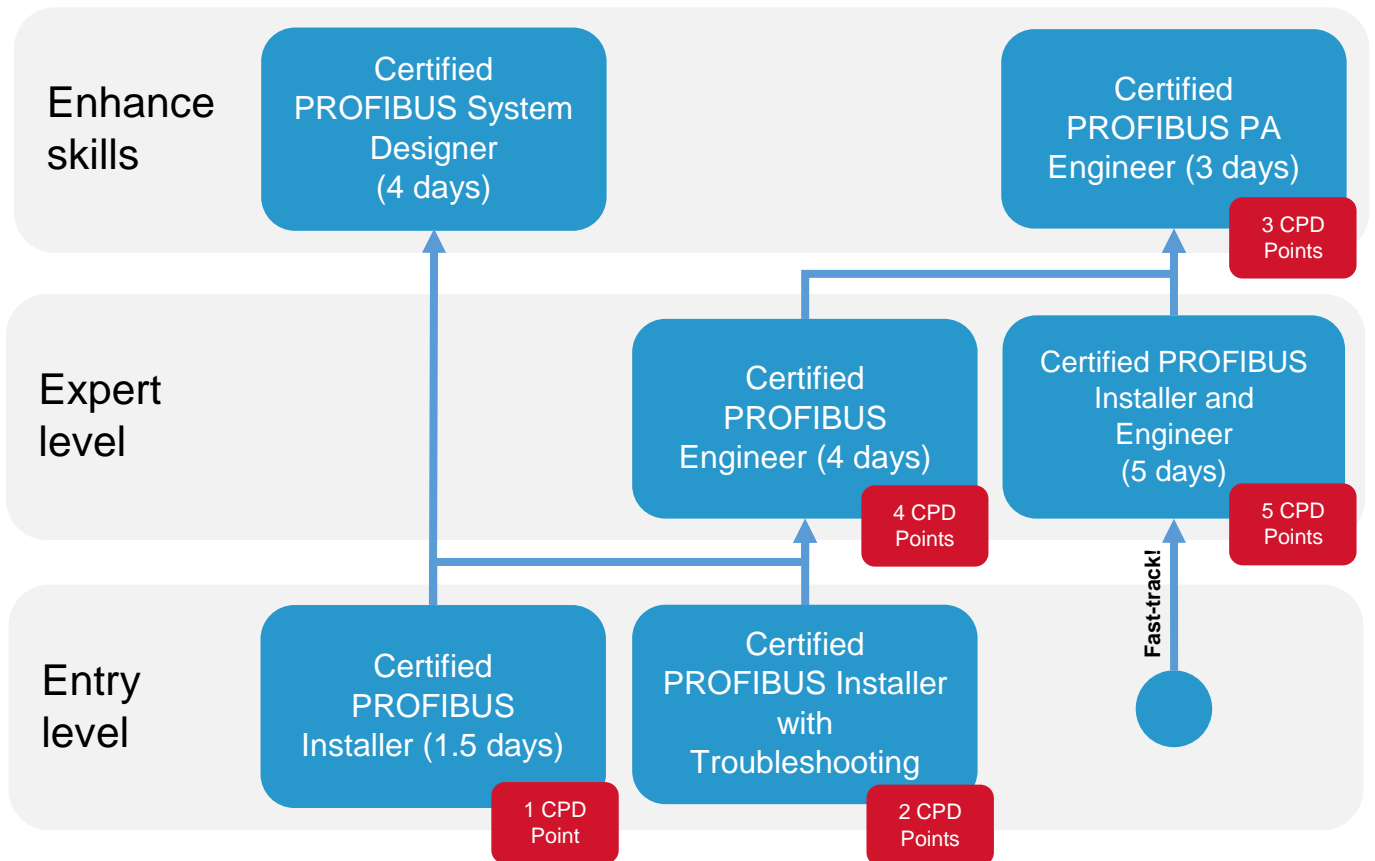 Enhance
skills
Certified
PROFIBUS System
Designer
(4 days)
Certified
PROFIBUS PA
Engineer (3 days)
3 CPD
Points
Expert
level
Certified
PROFIBUS
Engineer (4 days)
4 CPD
Points
Certified PROFIBUS
Installer and
Engineer
(5 days)
5 CPD
Points
Fast-track!
Entry
level
Certified
PROFIBUS
Installer (1.5 days)
1 CPD
Point
Certified
PROFIBUS Installer
with
Troubleshooting
2 CPD
Points